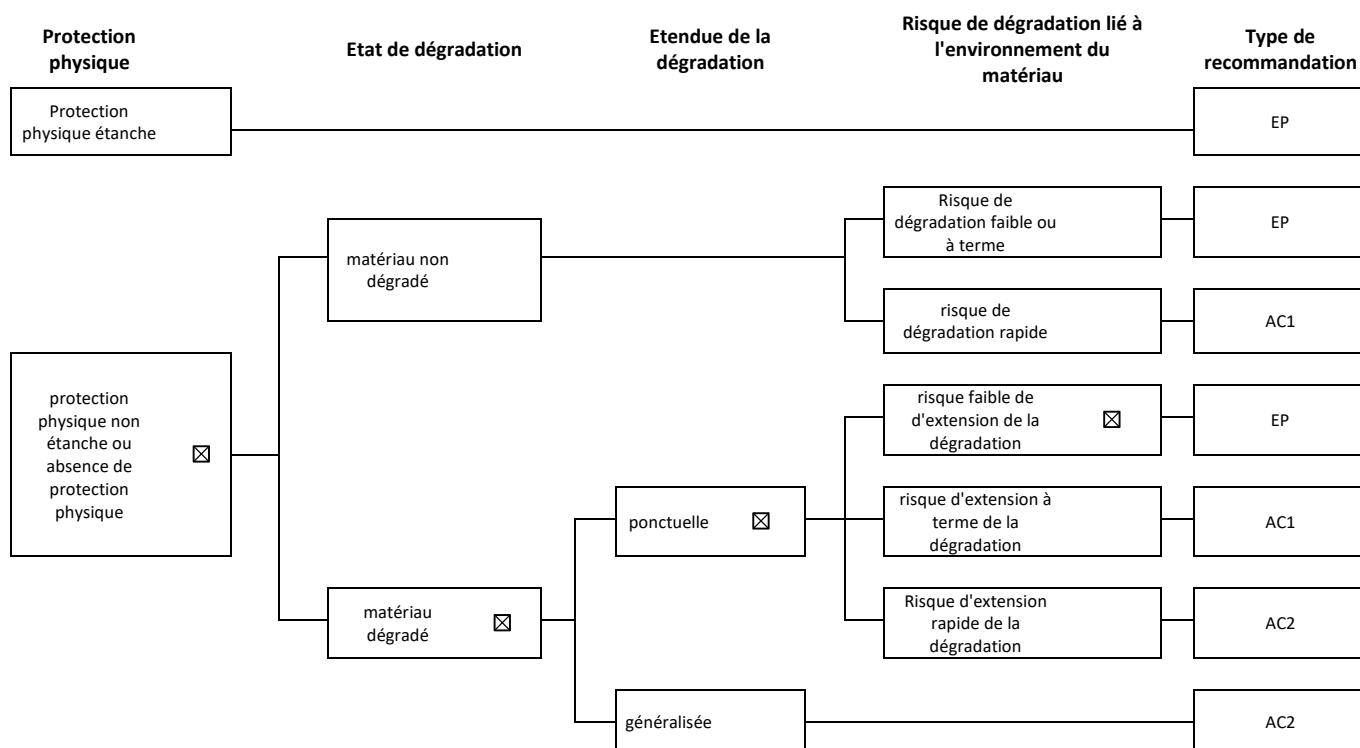 Protection
physique
Etat de dégradation
Etendue de la
dégradation
Risque de dégradation lié à
l'environnement du
matériau
Type de
recommandation
Protection
physique étanche
EP
matériau non
dégradé
Risque de
dégradation faible ou
à terme
EP
risque de
dégradation rapide
AC1
protection
physique non
étanche ou
absence de
protection
physique
☒
matériau
dégradé
☒
ponctuelle ☒
risque faible de
d'extension de la
dégradation
☒
EP
risque d'extension à
terme de la
dégradation
AC1
Risque d'extension
rapide de la
dégradation
AC2
généralisée
AC2